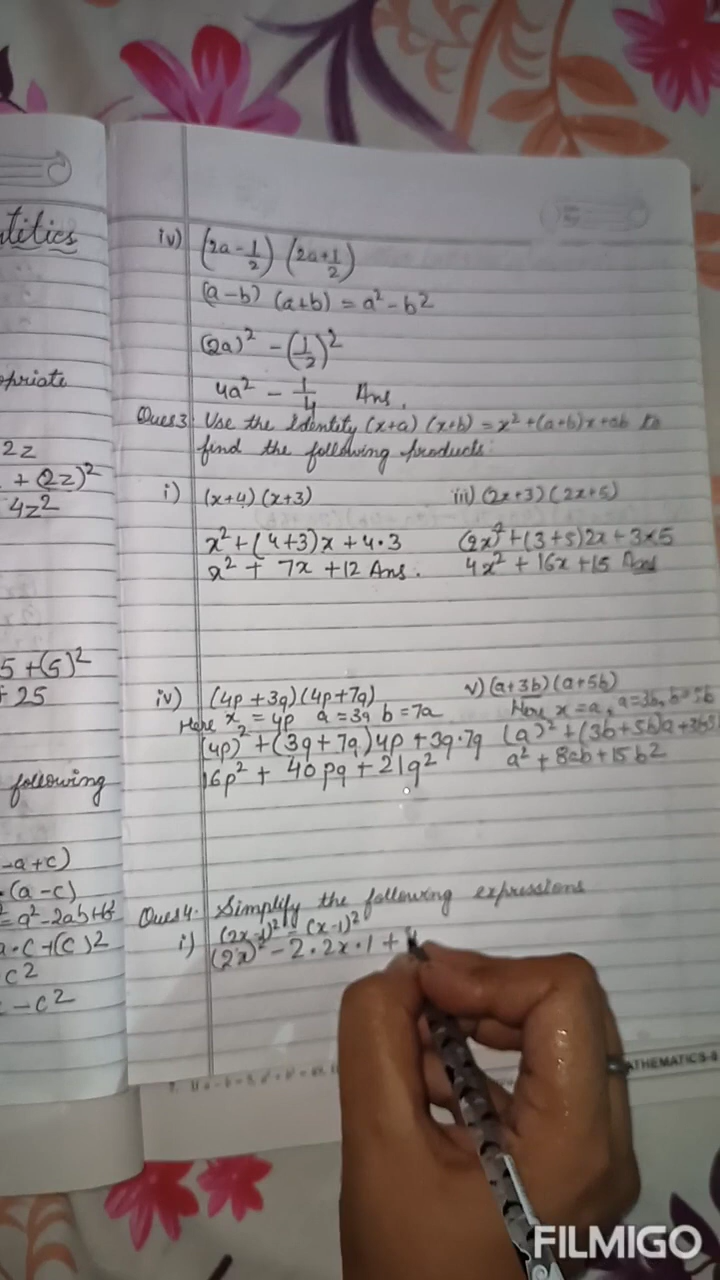 iv) (2a - 1/2) (2a + 1/2)
(a-b) (a+b) = a² - b²
(2a)² - (1/2)²
4a² - 1/4 Ans.
Ques3. Use the Identity (x+a) (x+b) = x² + (a+b)x + ab to
find the following products:
i) (x+4) (x+3)
x² + (4+3)x + 4·3
x² + 7x + 12 Ans.
iii) (2x+3) (2x+5)
(2x)² + (3+5)2x + 3×5
4x² + 16x + 15 Ans
iv) (4p + 3q) (4p + 7q)
Here x = 4p a = 3q b = 7q
(4p)² + (3q + 7q) 4p + 3q·7q
16p² + 40pq + 21q²
v) (a+3b) (a+5b)
Here x = a, a = 3b, b = 5b
(a)² + (3b+5b)a +
a² + 8ab + 15b²
Ques4. Simplify the following expressions
i) (2x-1)² - (x-1)²
(2x)² - 2·2x·1 +
opriate
2z
+ (2z)²
4z²
5 + (5)²
+ 25
following
-a+c)
(a-c)
= a² - 2ab + b²
a·c + (c)²
c²
- c²
THEMATICS-8
FILMIGO